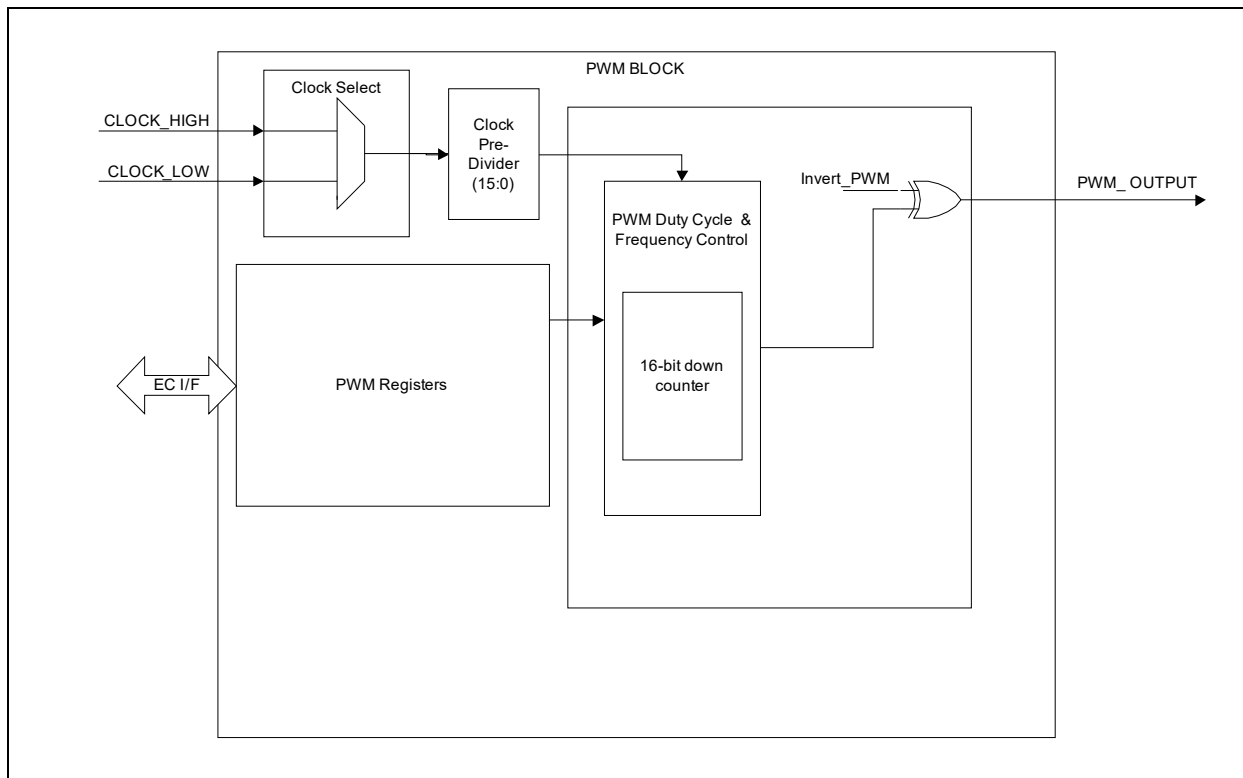 PWM BLOCK
Clock Select
CLOCK_HIGH
CLOCK_LOW
Clock
Pre-
Divider
(15:0)
Invert_PWM
PWM_ OUTPUT
PWM Duty Cycle &
Frequency Control
16-bit down
counter
EC I/F
PWM Registers